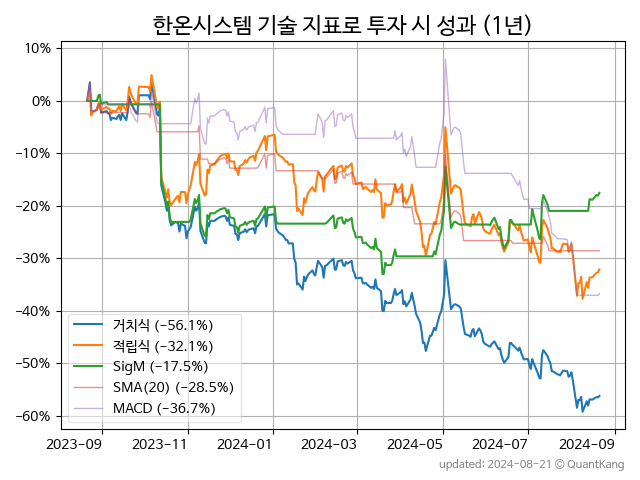 한온시스템 기술 지표로 투자 시 성과 (1년)
10%
0%
−10%
−20%
−30%
−40%
−50%
−60%
거치식 (−56.1%)
적립식 (−32.1%)
SigM (−17.5%)
SMA(20) (−28.5%)
MACD (−36.7%)
2023−09 2023−11 2024−01 2024−03 2024−05 2024−07 2024−09
updated: 2024-08-21 © QuantKang